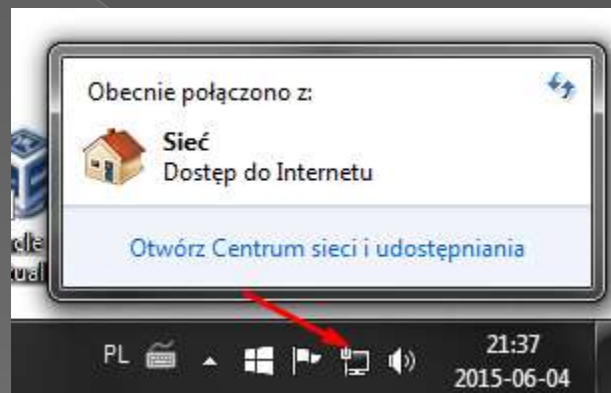 Obecnie połączono z:
Sieć
Dostęp do Internetu
Otwórz Centrum sieci i udostępniania
PL
21:37
2015-06-04